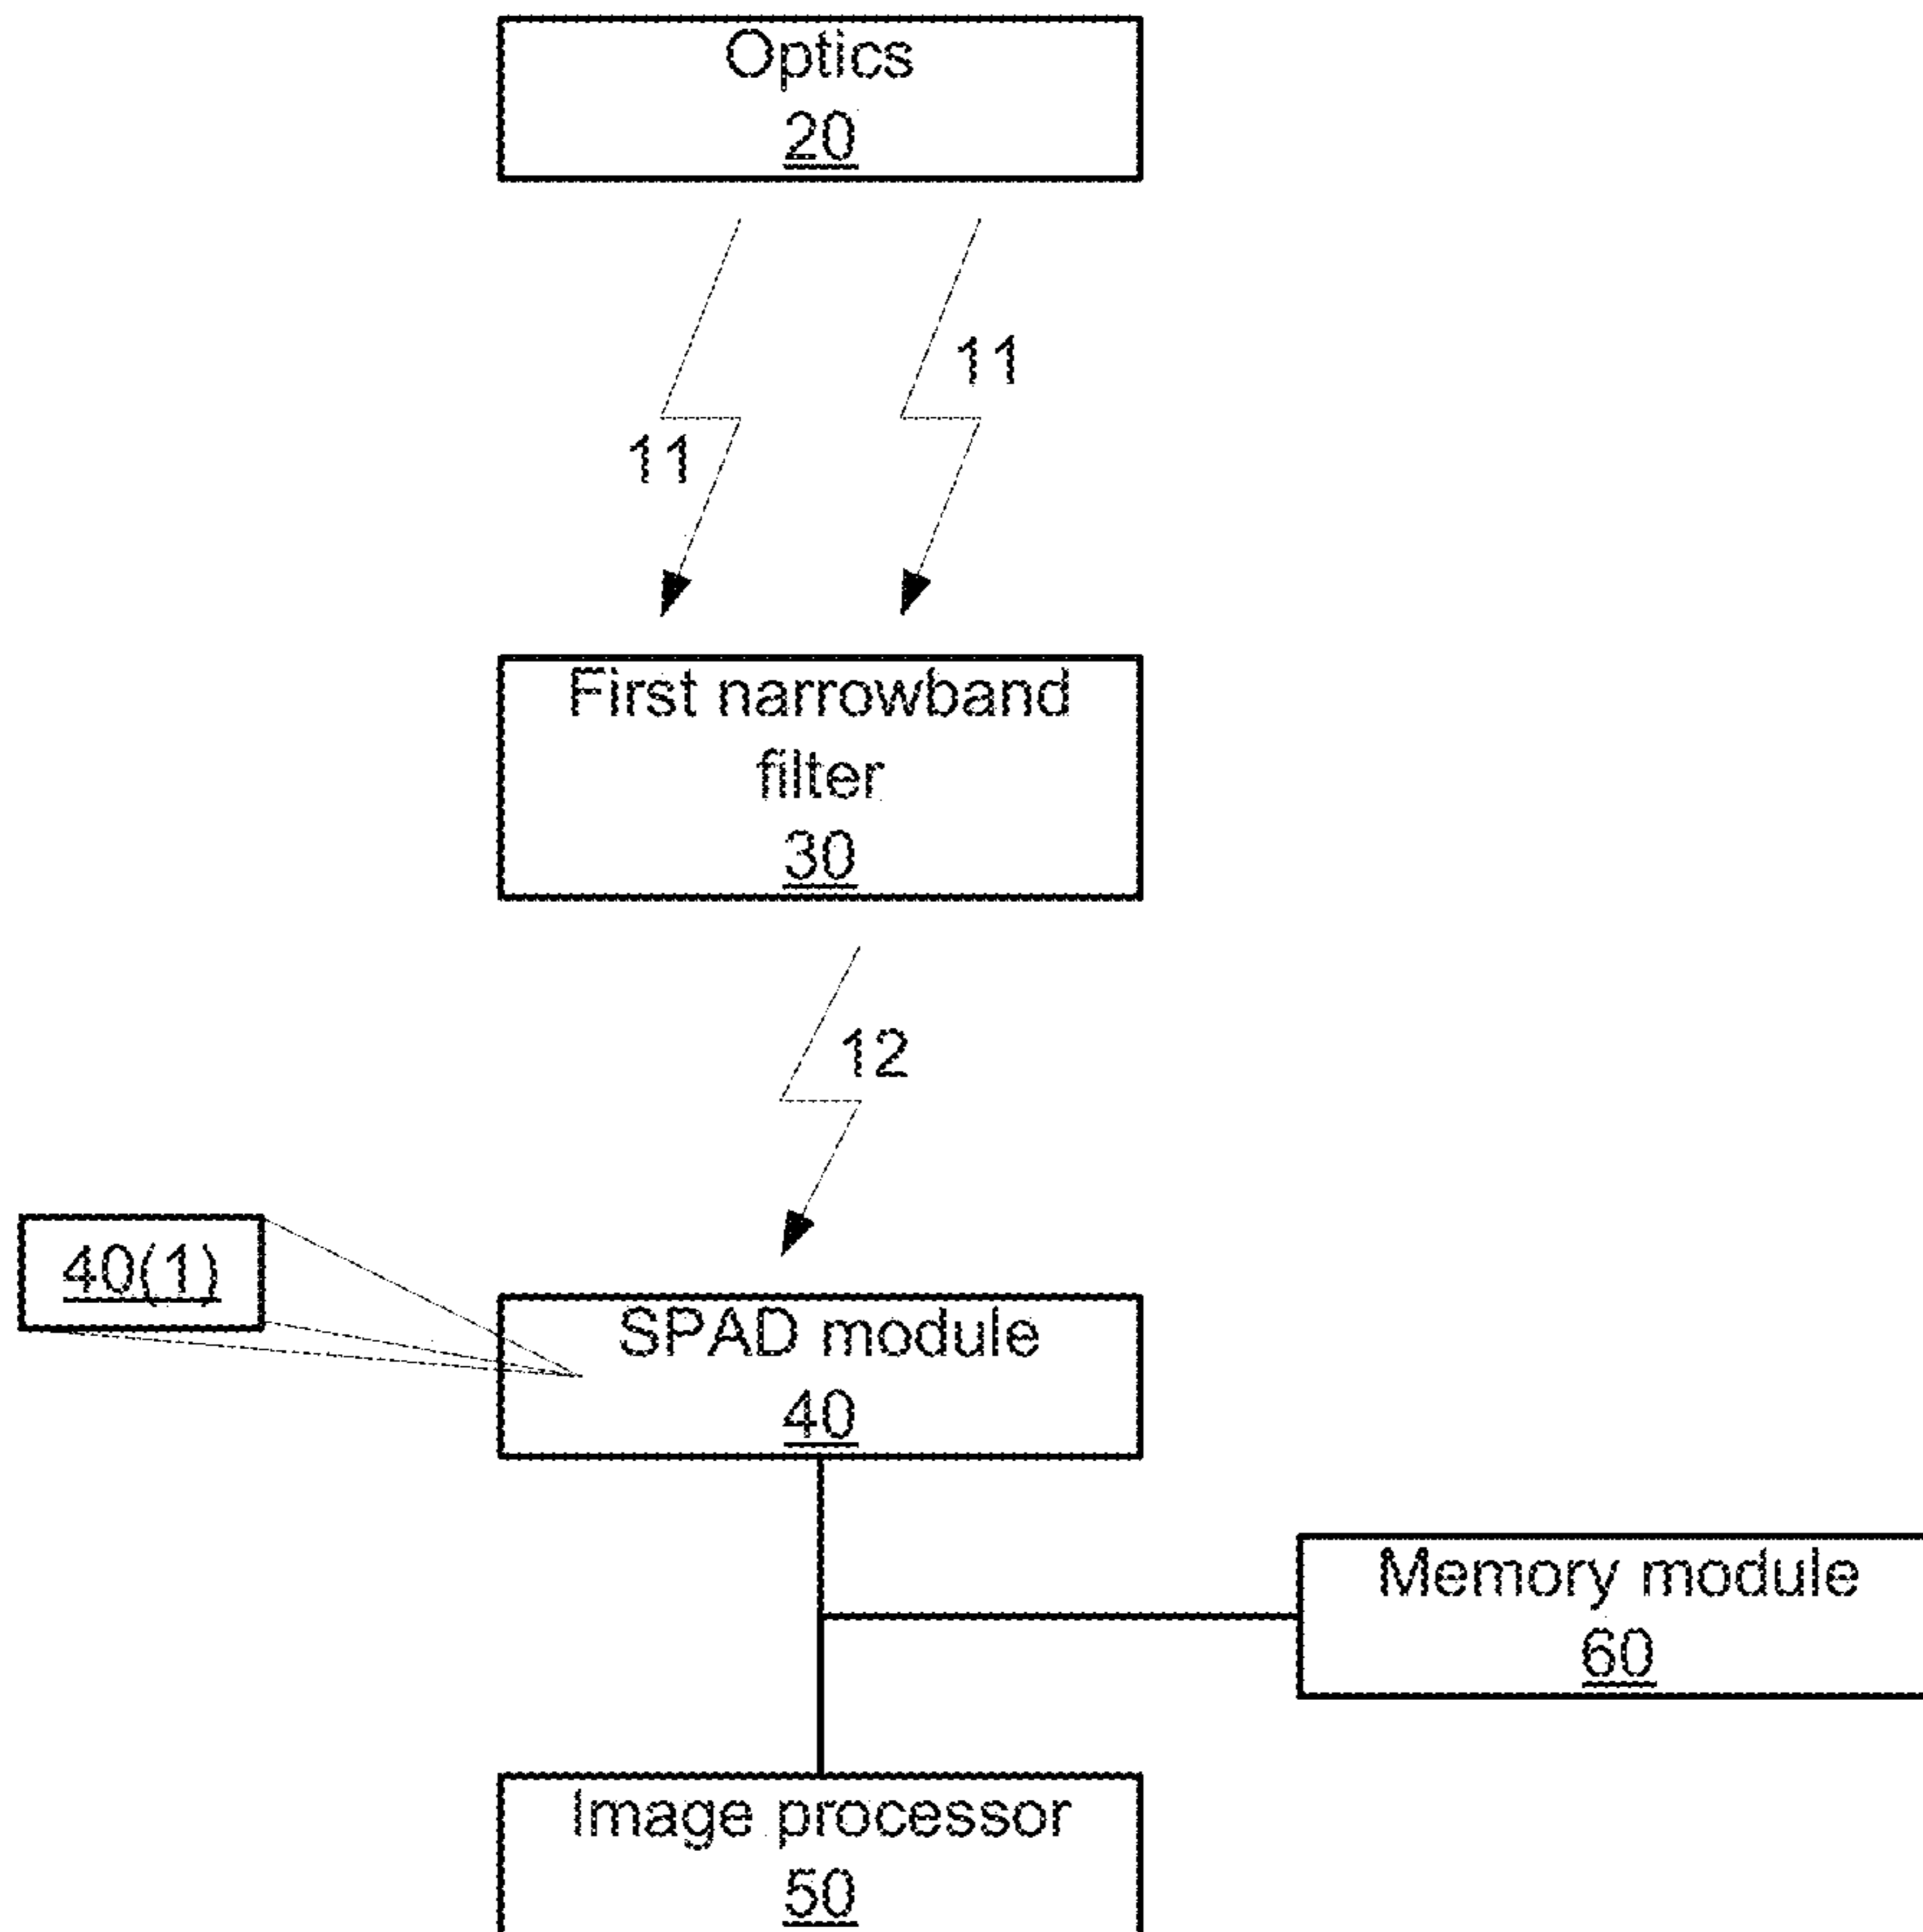 Optics
20
11
11
First narrowband
filter
30
12
40(1)
SPAD module
40
Memory module
60
Image processor
50